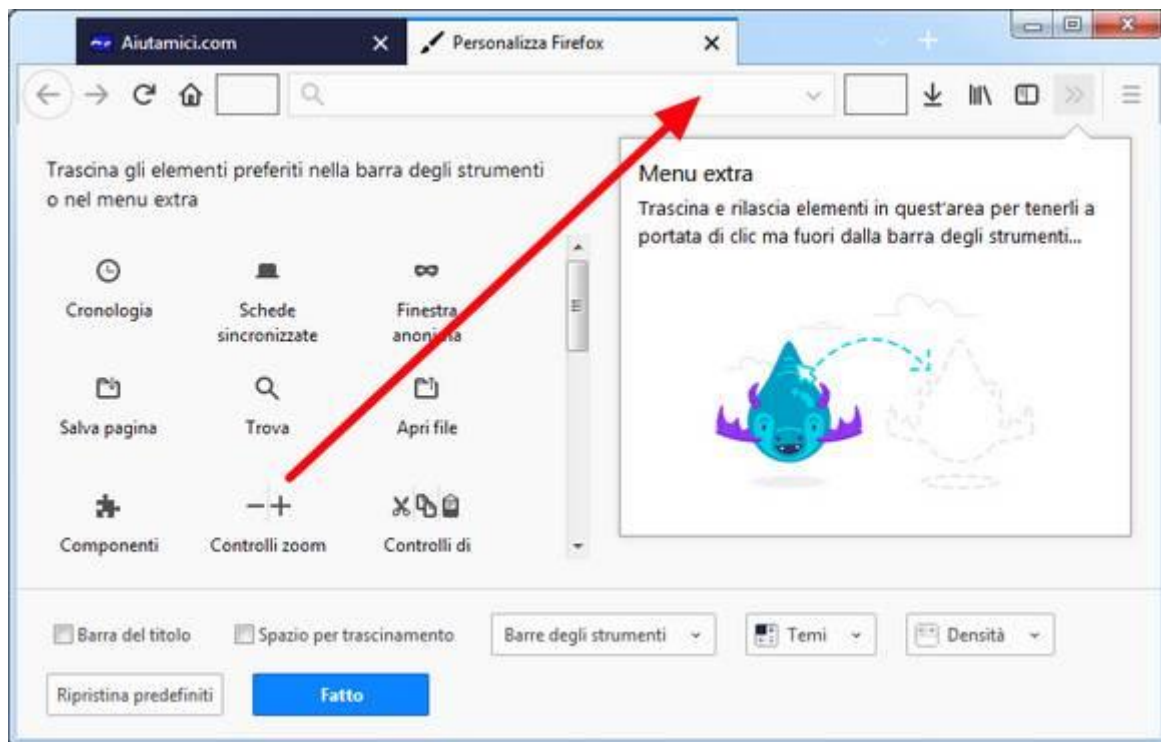 Aiutamici.com
Personalizza Firefox
Trascina gli elementi preferiti nella barra degli strumenti
o nel menu extra
Menu extra
Trascina e rilascia elementi in quest'area per tenerli a
portata di clic ma fuori dalla barra degli strumenti...
Cronologia
Schede
sincronizzate
Finestra
anonima
Salva pagina
Trova
Apri file
Componenti
Controlli zoom
Controlli di
Barra del titolo
Spazio per trascinamento
Barre degli strumenti
Temi
Densità
Ripristina predefiniti
Fatto